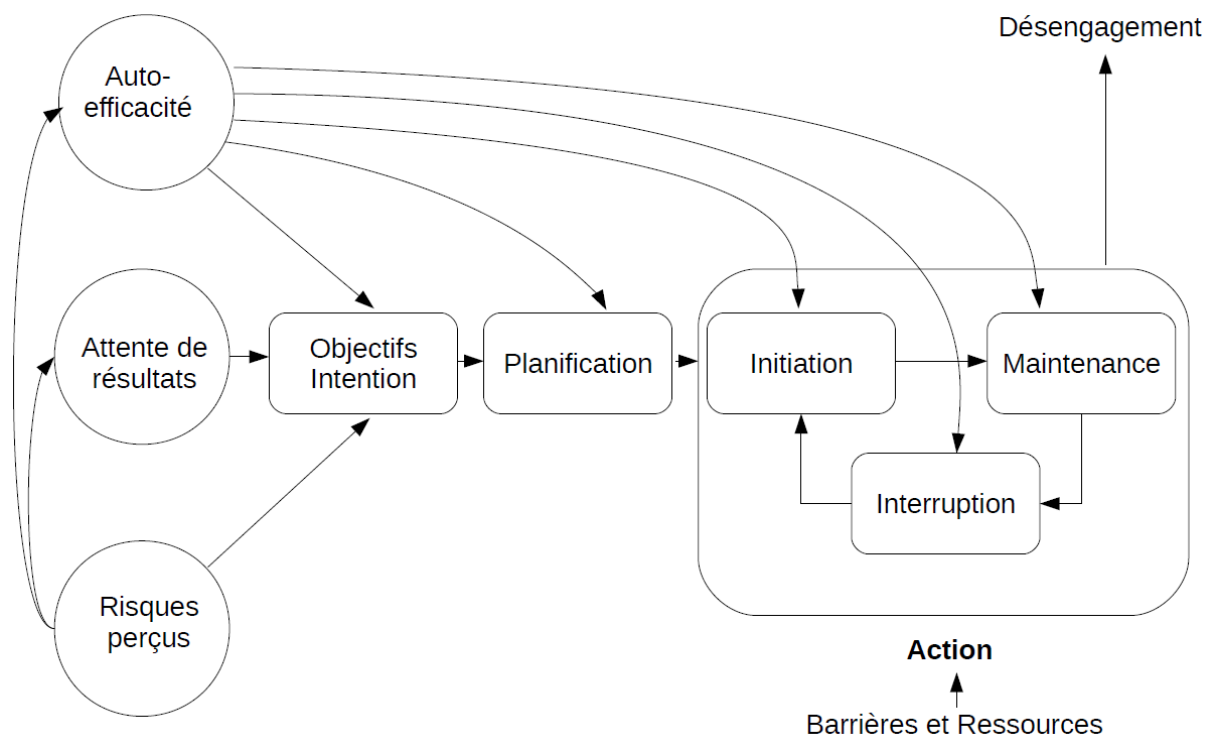 Désengagement
Auto-
efficacité
Attente de
résultats
Objectifs
Intention
Planification
Initiation
Maintenance
Interruption
Risques
perçus
Action
Barrières et Ressources